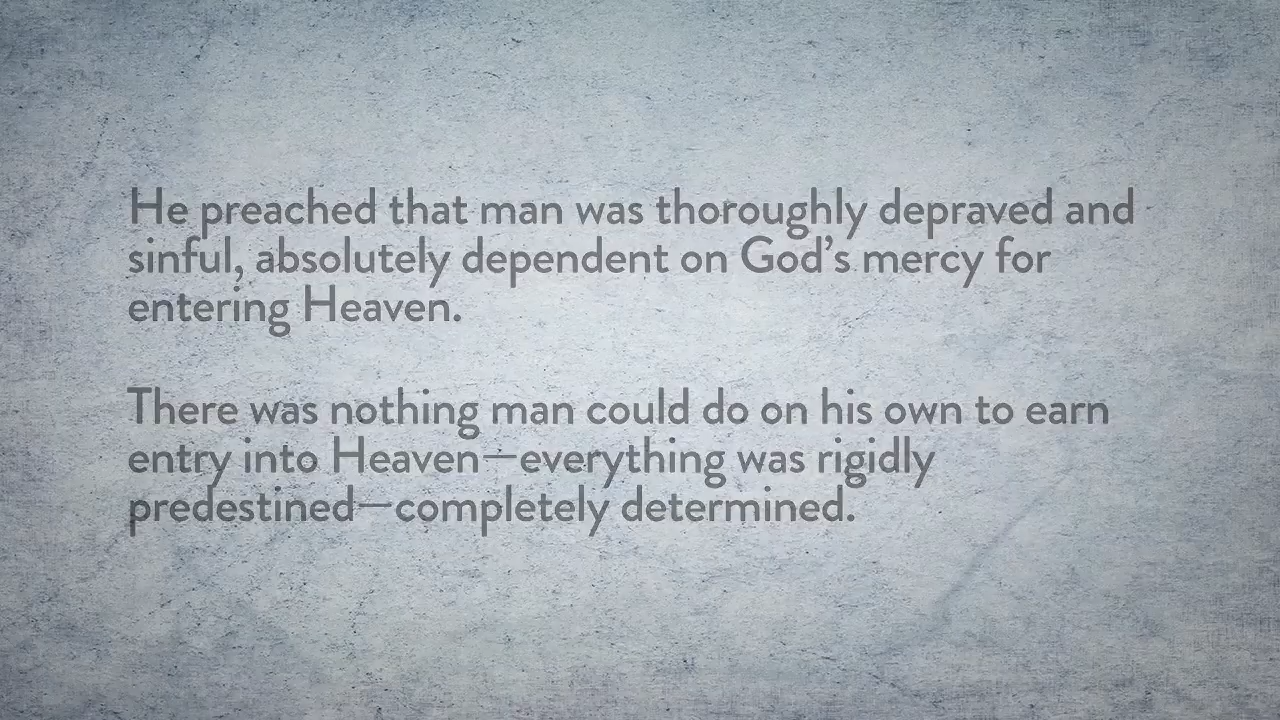 He preached that man was thoroughly depraved and
sinful, absolutely dependent on God’s mercy for
entering Heaven.
There was nothing man could do on his own to earn
entry into Heaven—everything was rigidly
predestined—completely determined.